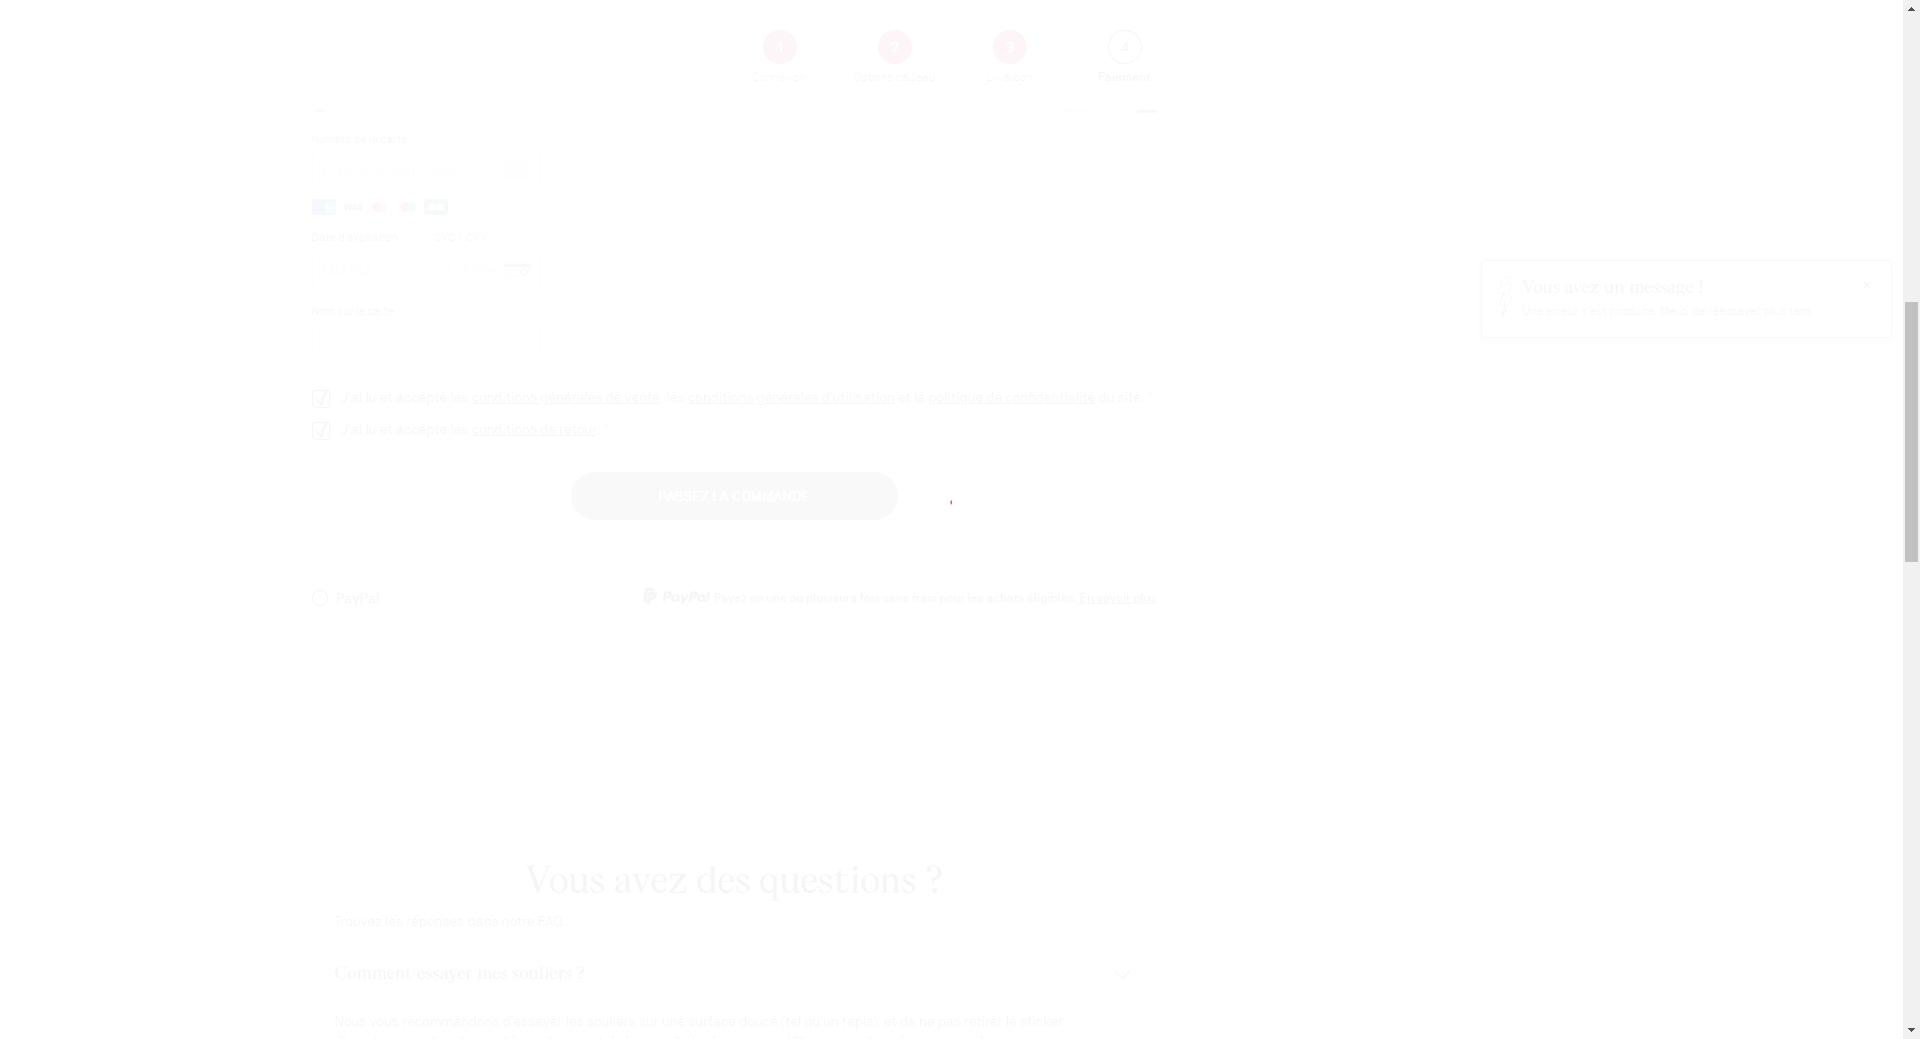 1 2 3 4
Connexion Options cadeau Livraison Paiement
Numéro de la carte
VISA
Date d'expiration CVC / CVV
Nom sur la carte
Vous avez un message !
Une erreur s'est produite. Merci de réessayer plus tard.
J'ai lu et accepté les conditions générales de vente, les conditions générales d'utilisation et la politique de confidentialité du site. *
J'ai lu et accepté les conditions de retour. *
PASSEZ LA COMMANDE
PayPal PayPal Payez en une ou plusieurs fois sans frais pour les achats éligibles. En savoir plus
Vous avez des questions ?
Trouvez les réponses dans notre FAQ.
Comment essayer mes souliers ?
Nous vous recommandons d'essayer les souliers sur une surface douce (tel qu'un tapis), et de ne pas retirer le sticker